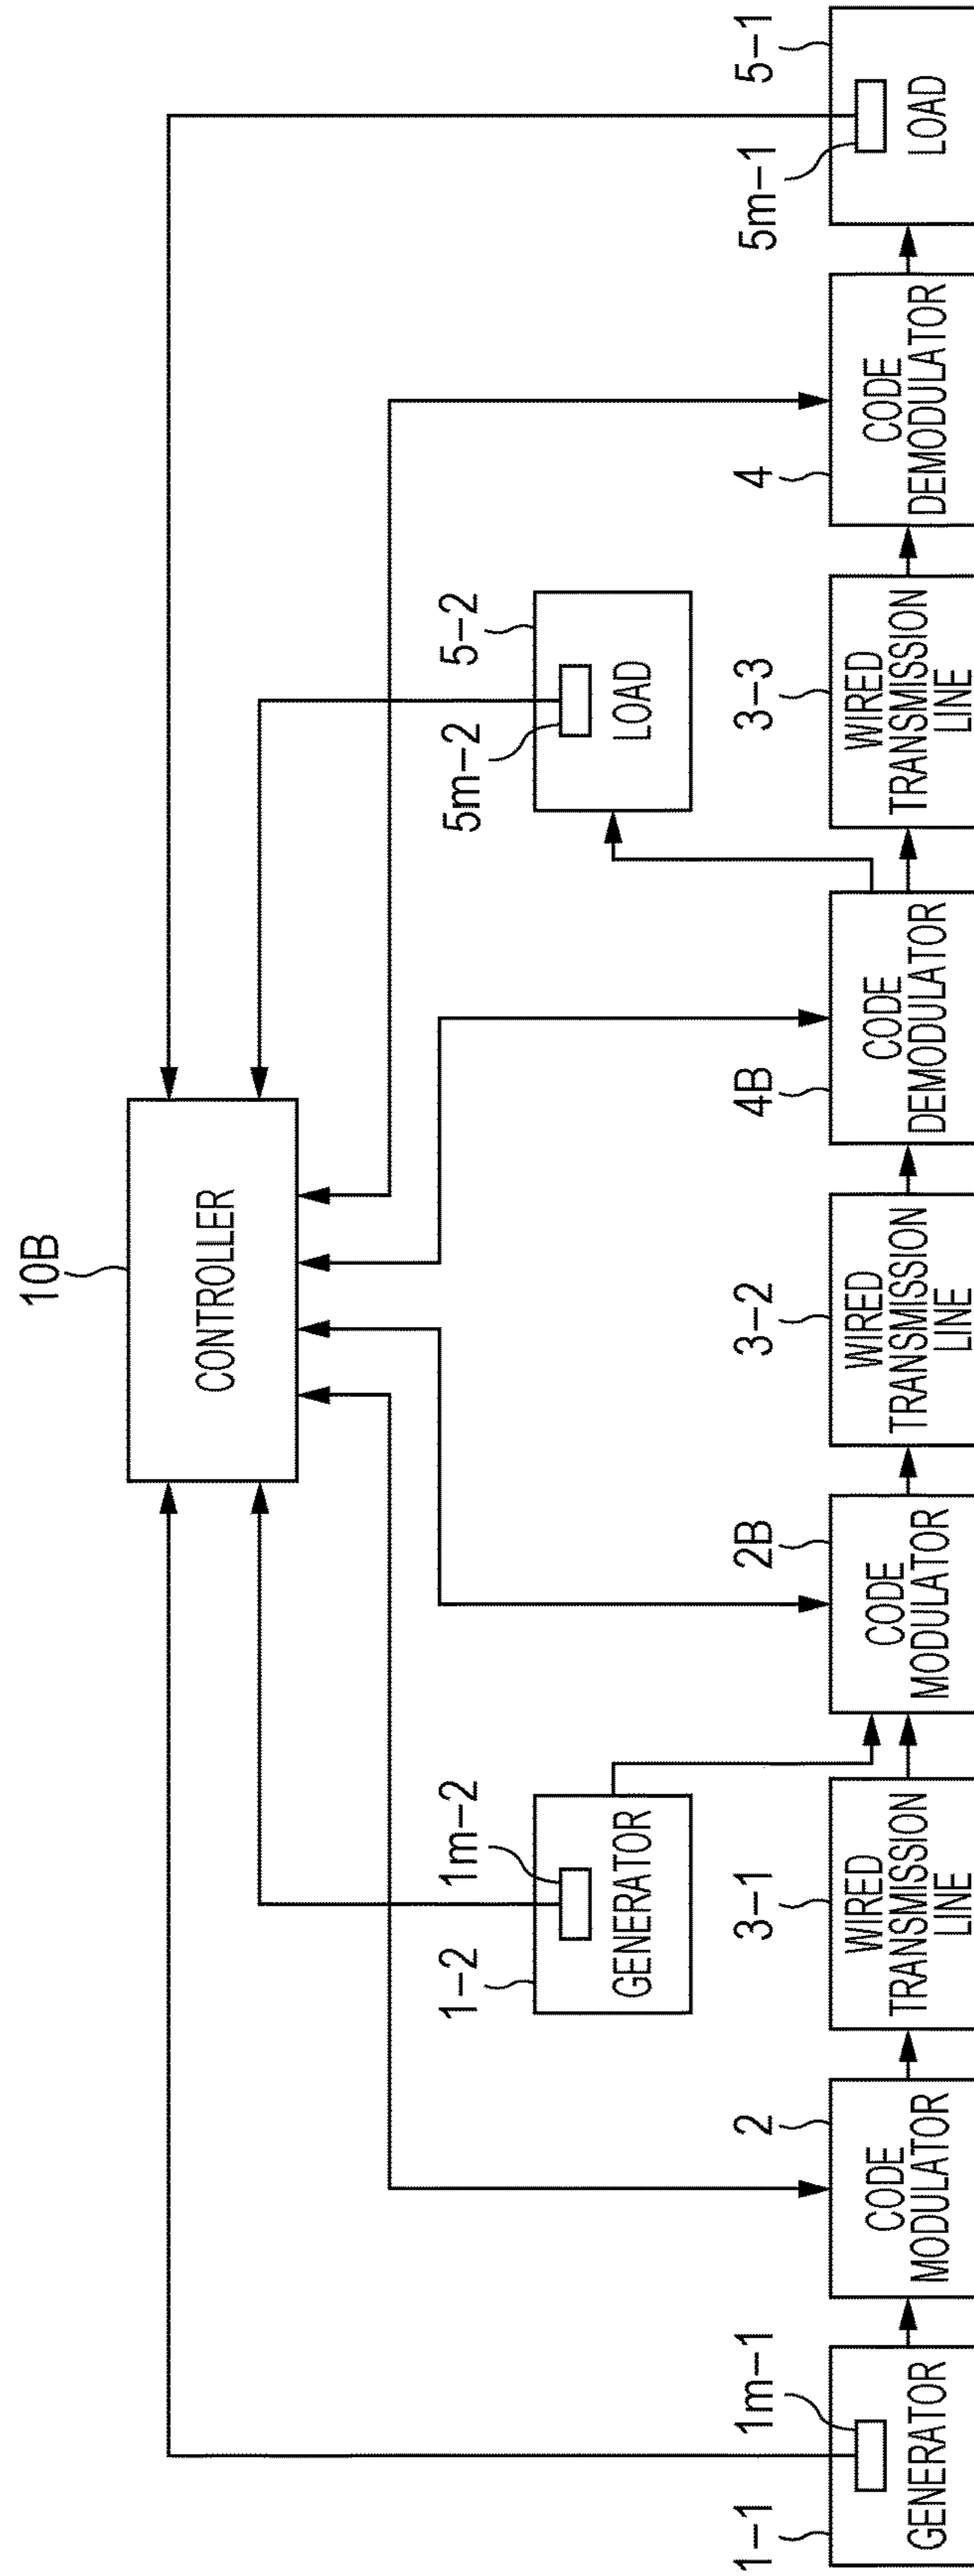 10B
CONTROLLER
1-2
1m-2
GENERATOR
5m-2
5-2
LOAD
1-1
1m-1
GENERATOR
2
CODE
MODULATOR
3-1
WIRED
TRANSMISSION
LINE
2B
CODE
MODULATOR
3-2
WIRED
TRANSMISSION
LINE
4B
CODE
DEMODULATOR
3-3
WIRED
TRANSMISSION
LINE
4
CODE
DEMODULATOR
5m-1
5-1
LOAD